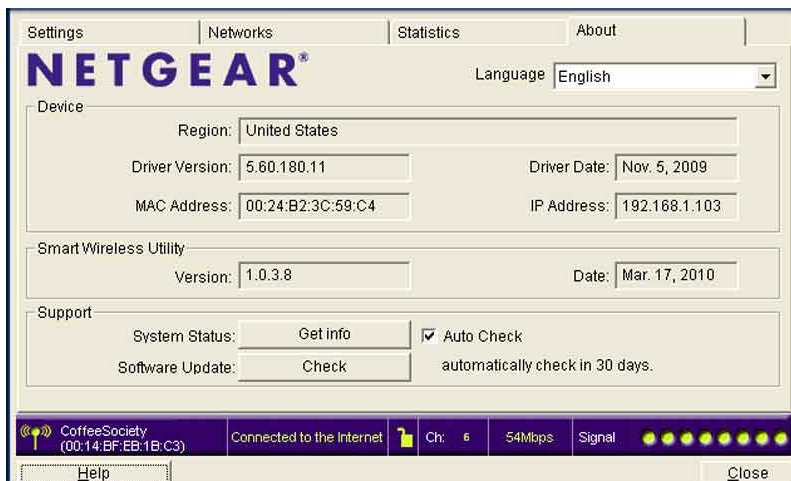 Settings Networks Statistics About
NETGEAR®
Language English
Device
Region: United States
Driver Version: 5.60.180.11 Driver Date: Nov. 5, 2009
MAC Address: 00:24:B2:3C:59:C4 IP Address: 192.168.1.103
Smart Wireless Utility
Version: 1.0.3.8 Date: Mar. 17, 2010
Support
System Status: Get info Auto Check
Software Update: Check automatically check in 30 days.
CoffeeSociety
(00:14:BF:EB:1B:C3) Connected to the Internet Ch: 6 54Mbps Signal
Help Close